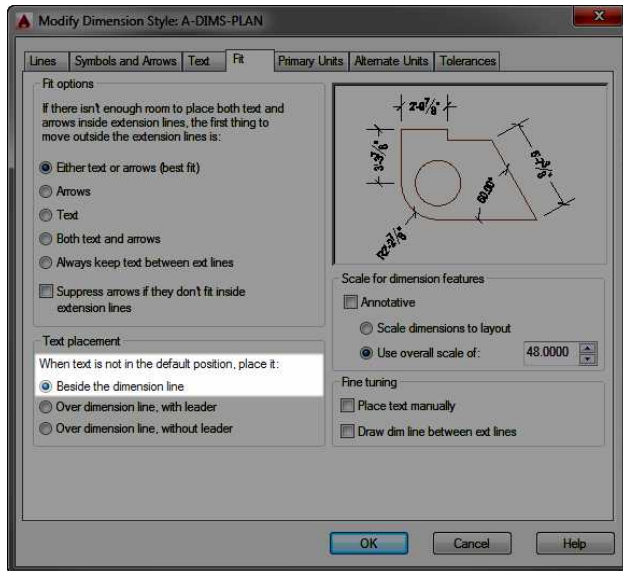 Modify Dimension Style: A-DIMS-PLAN
Lines Symbols and Arrows Text Fit Primary Units Alternate Units Tolerances
Fit options
If there isn't enough room to place both text and
arrows inside extension lines, the first thing to
move outside the extension lines is:
Either text or arrows (best fit)
Arrows
Text
Both text and arrows
Always keep text between ext lines
Suppress arrows if they don't fit inside
extension lines
Text placement
When text is not in the default position, place it:
Beside the dimension line
Over dimension line, with leader
Over dimension line, without leader
60.00°
Scale for dimension features
Annotative
Scale dimensions to layout
Use overall scale of: 48.0000
Fine tuning
Place text manually
Draw dim line between ext lines
OK Cancel Help